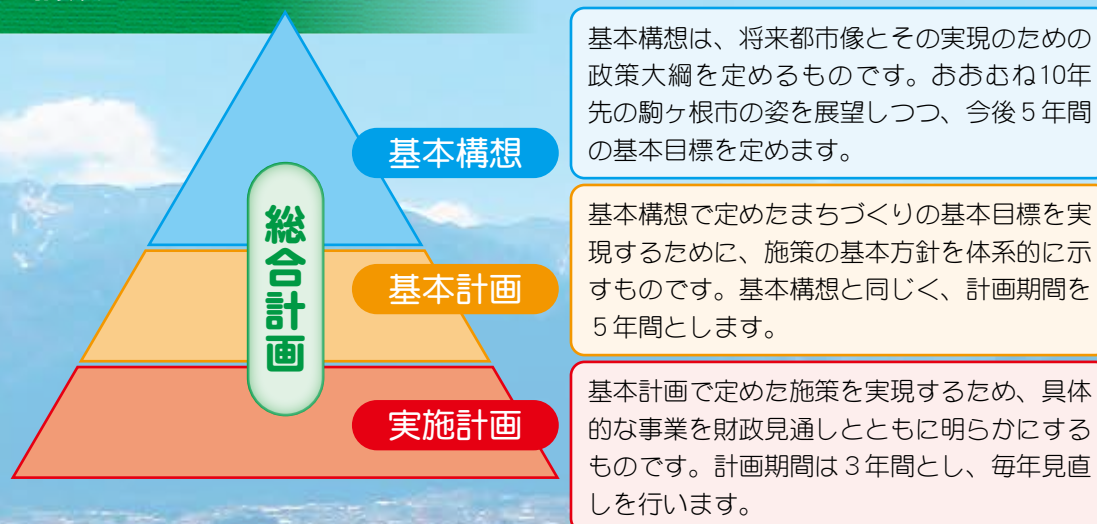 基本構想
基本構想は、将来都市像とその実現のための
政策大綱を定めるものです。おおむね10年
先の駒ヶ根市の姿を展望しつつ、今後５年間
の基本目標を定めます。
総合計画
基本計画
基本構想で定めたまちづくりの基本目標を実
現するために、施策の基本方針を体系的に示
すものです。基本構想と同じく、計画期間を
５年間とします。
実施計画
基本計画で定めた施策を実現するため、具体
的な事業を財政見通しとともに明らかにする
ものです。計画期間は３年間とし、毎年見直
しを行います。